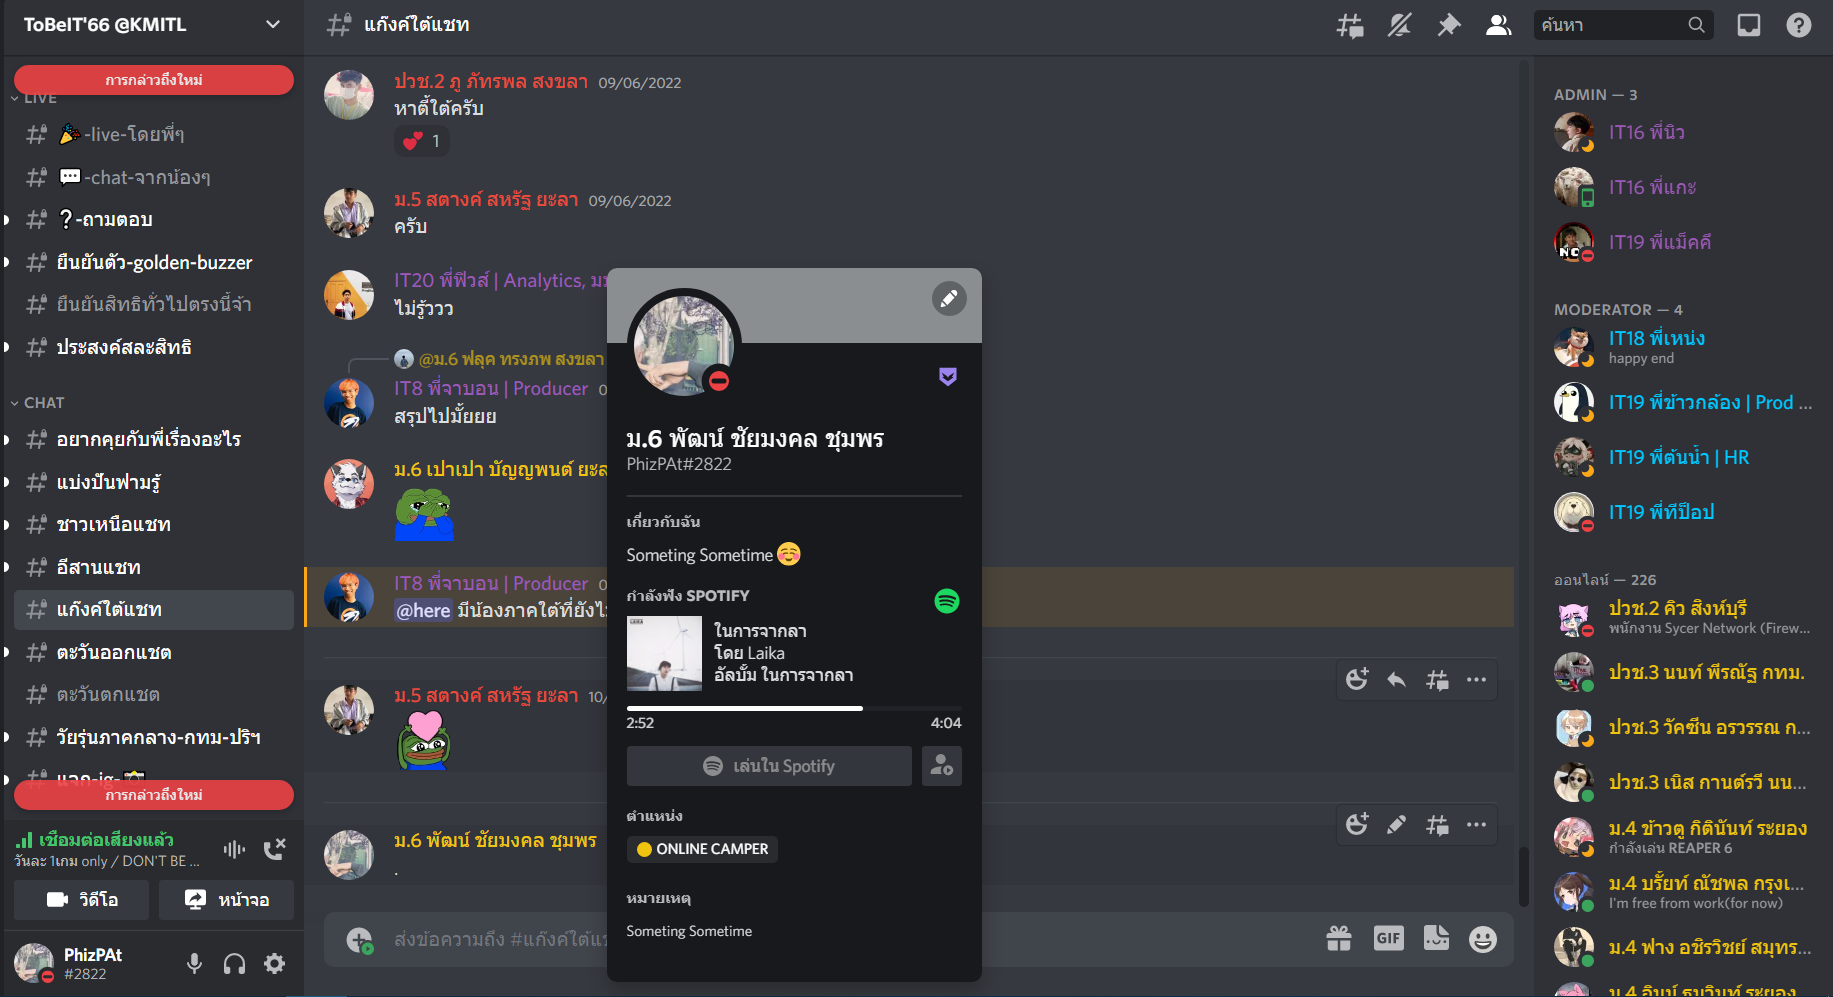 ToBeIT'66 @KMITL
การกล่าวถึงใหม่
LIVE
-live-โดยพี่ๆ
-chat-จากน้องๆ
?-ถามตอบ
ยืนยันตัว-golden-buzzer
ยืนยันสิทธิทั่วไปตรงนี้จ้า
ประสงค์สละสิทธิ
CHAT
อยากคุยกับพี่เรื่องอะไร
แบ่งปันฟามรู้
ชาวเหนือแชท
อีสานแชท
แก๊งค์ใต้แชท
ตะวันออกแชต
ตะวันตกแชต
วัยรุ่นภาคกลาง-กทม-ปริฯ
แจก-ig-
การกล่าวถึงใหม่
เชื่อมต่อเสียงแล้ว
วันละ 1เกม only / DON'T BE ...
วิดีโอ
หน้าจอ
PhizPAt
#2822
แก๊งค์ใต้แชท
ค้นหา
ปวช.2 ภู ภัทรพล สงขลา 09/06/2022
หาตี้ใต้ครับ
1
ม.5 สตางค์ สหรัฐ ยะลา 09/06/2022
ครับ
IT20 พี่ฟิวส์ | Analytics,
ไม่รู้ววว
@ม.6 ฟลุค ทรงภพ สงขลา
IT8 พี่จาบอน | Producer
สรุปไปมั้ยยย
ม.6 เปาเปา บัญญพนต์
IT8 พี่จาบอน | Producer
@here มีน้องภาคใต้ที่ยัง
ม.5 สตางค์ สหรัฐ ยะลา 10/
ม.6 พัฒน์ ชัยมงคล ชุมพร
.
ส่งข้อความถึง #แก๊งค์ใต้
GIF
ม.6 พัฒน์ ชัยมงคล ชุมพร
PhizPAt#2822
เกี่ยวกับฉัน
Someting Sometime
กำลังฟัง SPOTIFY
ในการจากลา
โดย Laika
อัลบั้ม ในการจากลา
2:52
4:04
เล่นใน Spotify
ตำแหน่ง
ONLINE CAMPER
หมายเหตุ
Someting Sometime
ADMIN — 3
IT16 พี่นิว
IT16 พี่แกะ
IT19 พี่แม็คคี
MODERATOR — 4
IT18 พี่เหน่ง
happy end
IT19 พี่ข้าวกล้อง | Prod ...
IT19 พี่ต้นน้ำ | HR
IT19 พี่ทีป๊อป
ออนไลน์ — 226
ปวช.2 คิว สิงห์บุรี
พนักงาน Sycer Network (Firew...
ปวช.3 นนท์ พีรณัฐ กทม.
ปวช.3 วัคซีน อรวรรณ ก...
ปวช.3 เนิส กานต์รวี นน...
ม.4 ข้าวตู กิตินันท์ ระยอง
กำลังเล่น REAPER 6
ม.4 บรั้ยท์ ณัชพล กรุงเ...
I'm free from work(for now)
ม.4 ฟาง อชิรวิชย์ สมุทร...